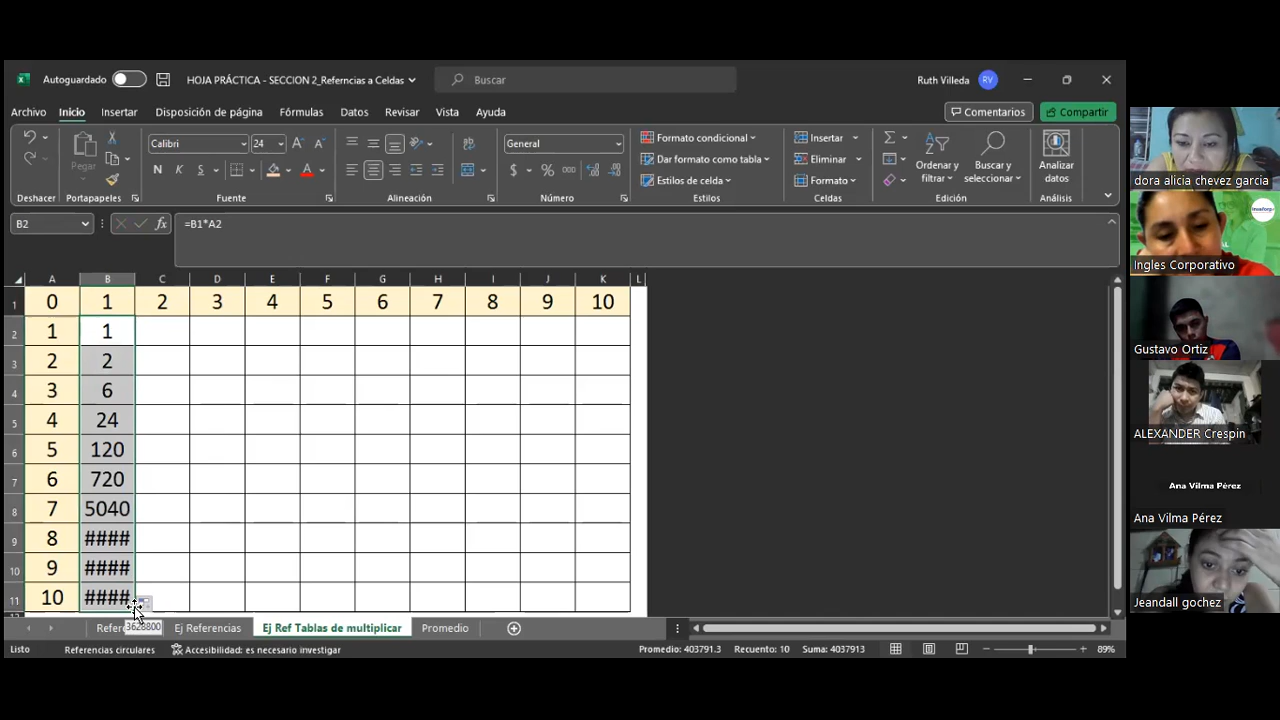 Autoguardado
HOJA PRÁCTICA - SECCION 2_Referncias a Celdas
Buscar
Ruth Villeda
RV
Archivo Inicio Insertar Disposición de página Fórmulas Datos Revisar Vista Ayuda
Comentarios
Compartir
Pegar
Calibri
24
N K S
General
$ % 000
Formato condicional
Dar formato como tabla
Estilos de celda
Insertar
Eliminar
Formato
Ordenar y filtrar
Buscar y seleccionar
Analizar datos
Deshacer Portapapeles Fuente Alineación Número Estilos Celdas Edición Análisis
B2
fx
=B1*A2
A B C D E F G H I J K L
1 0 1 2 3 4 5 6 7 8 9 10
2 1 1
3 2 2
4 3 6
5 4 24
6 5 120
7 6 720
8 7 5040
9 8 ####
10 9 ####
11 10 ####
3628800
Ej Referencias
Ej Ref Tablas de multiplicar
Promedio
Listo
Referencias circulares
Accesibilidad: es necesario investigar
Promedio: 403791.3
Recuento: 10
Suma: 4037913
89%
dora alicia chevez garcia
Ingles Corporativo
Gustavo Ortiz
ALEXANDER Crespin
Ana Vilma Pérez
Ana Vilma Pérez
Jeandall gochez